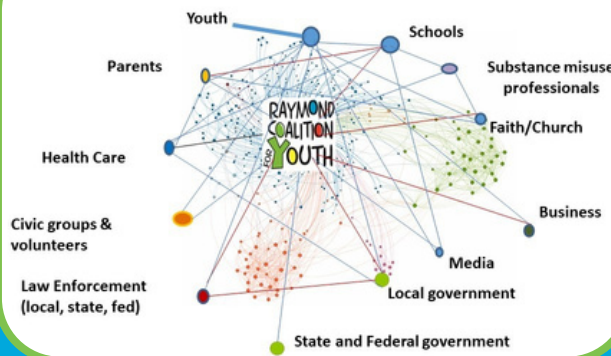 Youth
Schools
Parents
Substance misuse
professionals
RAYMOND
COALITION
FOR YOUTH
Faith/Church
Health Care
Business
Civic groups &
volunteers
Media
Law Enforcement
(local, state, fed)
Local government
State and Federal government